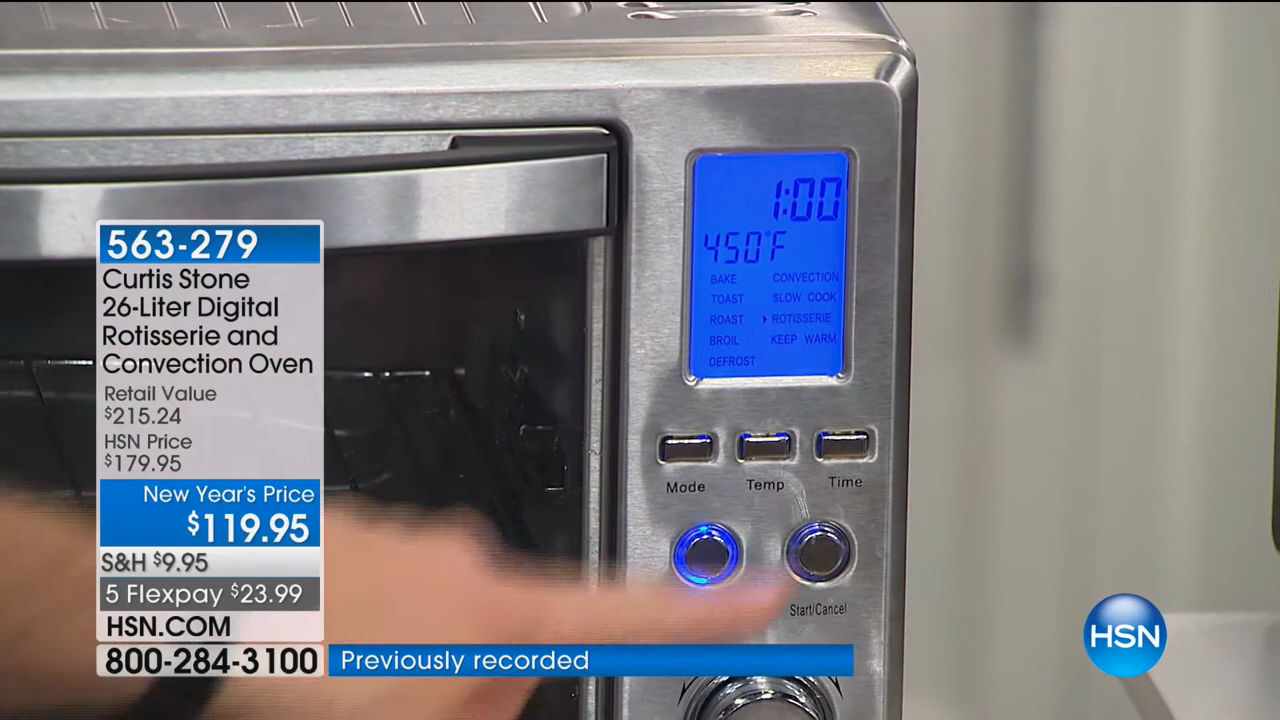 563-279
Curtis Stone
26-Liter Digital
Rotisserie and
Convection Oven
Retail Value
$215.24
HSN Price
$179.95
New Year's Price
$119.95
S&H $9.95
5 Flexpay $23.99
HSN.COM
800-284-3100
Previously recorded
1:00
450°F
BAKE CONVECTION
TOAST SLOW COOK
ROAST ROTISSERIE
BROIL KEEP WARM
DEFROST
Mode Temp Time
Start/Cancel
HSN